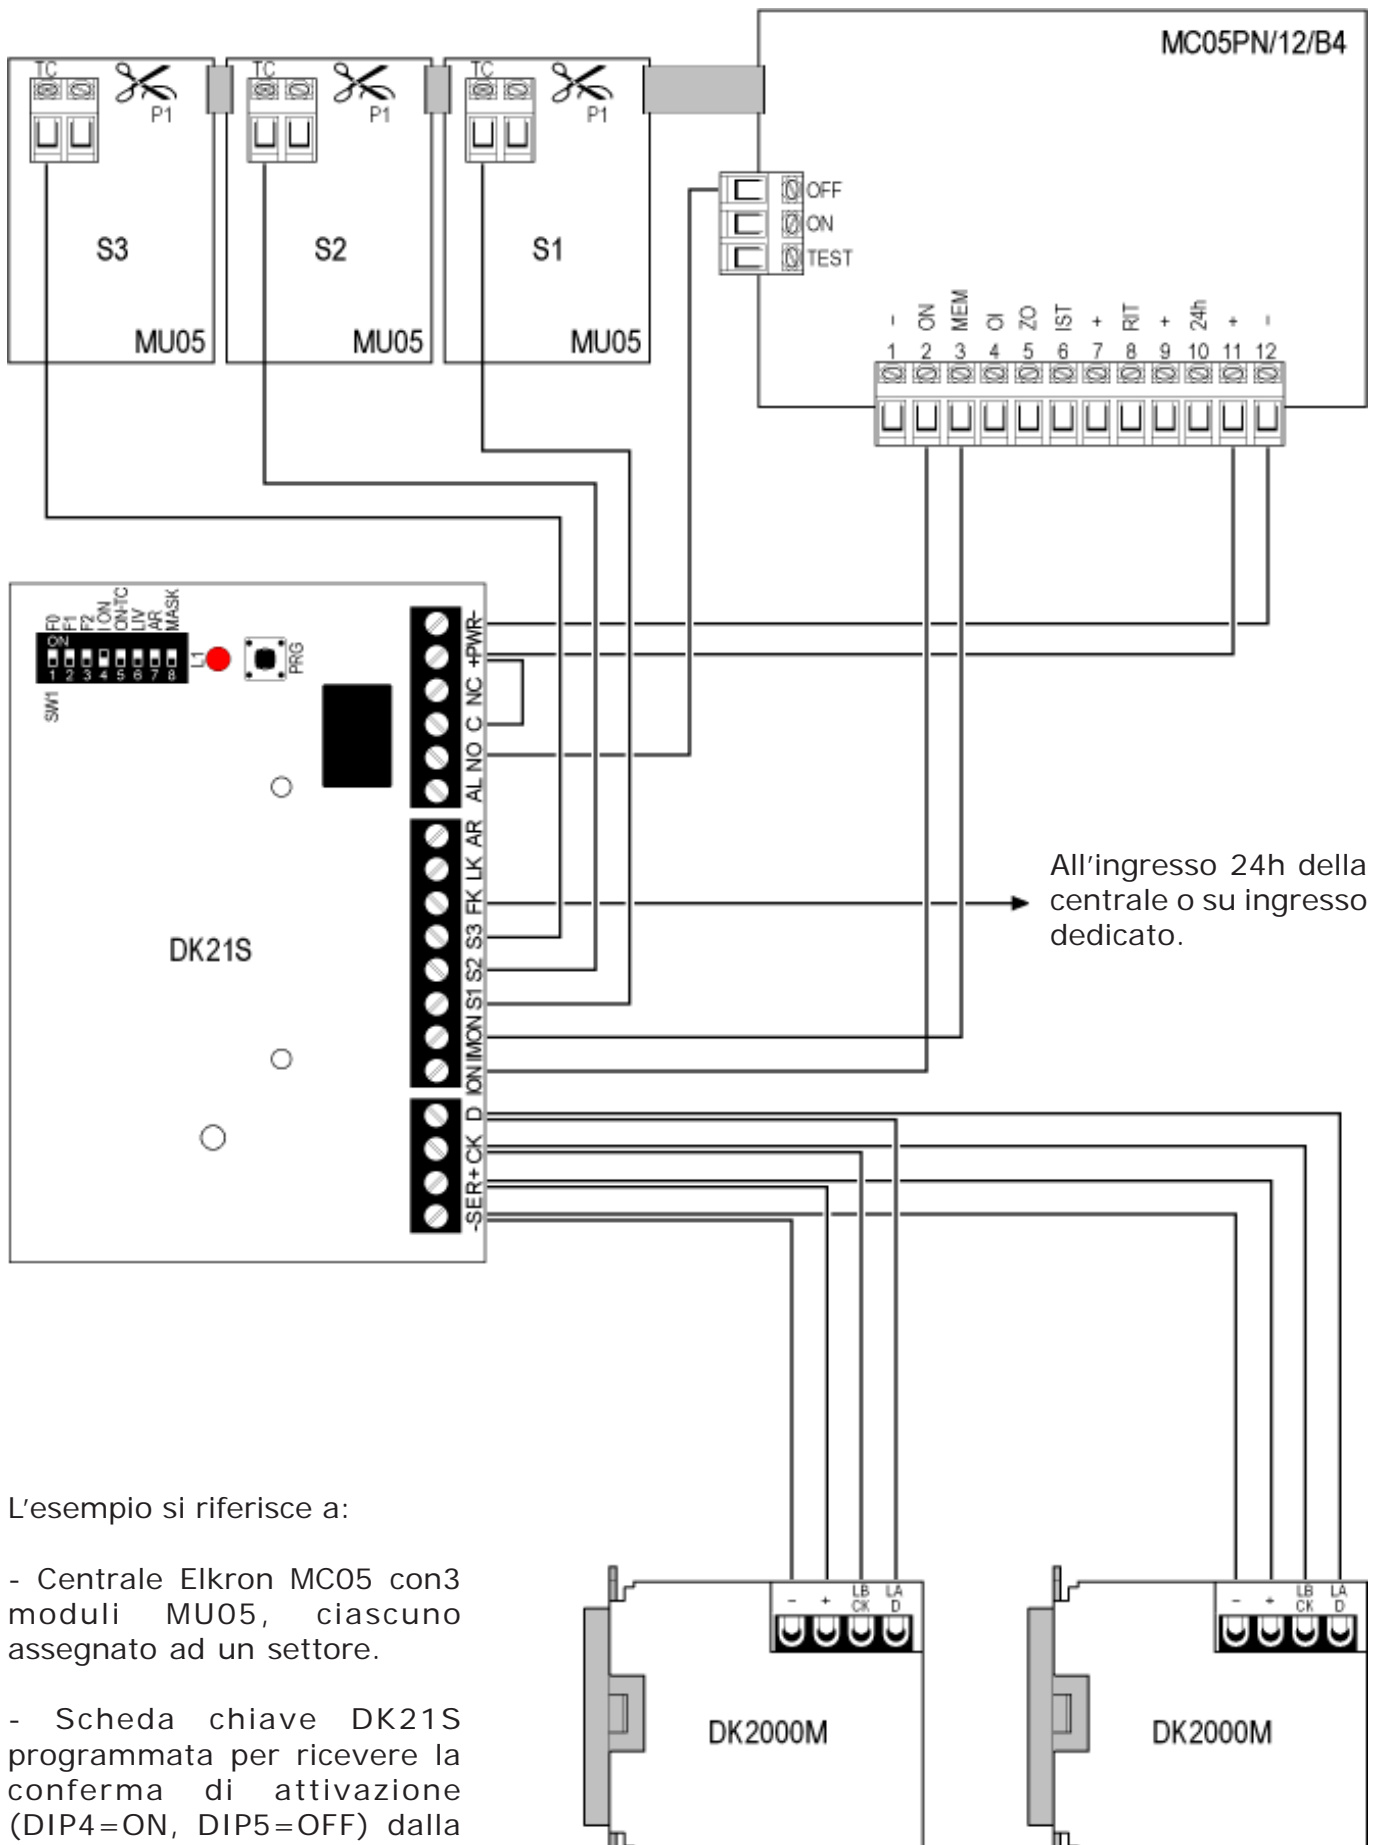 MC05PN/12/B4
TC
P1
S3
MU05
TC
P1
S2
MU05
TC
P1
S1
MU05
OFF
ON
TEST
- ON MEM OI ZO IST + RIT + 24h + -
1 2 3 4 5 6 7 8 9 10 11 12
F0 F1 F2 I ON ON-TC LIV AR MASK
ON
1 2 3 4 5 6 7 8
SW1
L1
PRG
+PWR-
NC
C
NO
AL
AR
LK
FK
S3
S2
S1
IMON
ION
D
CK
-SER+
DK21S
All'ingresso 24h della
centrale o su ingresso
dedicato.
L'esempio si riferisce a:
- Centrale Elkron MC05 con3
moduli MU05, ciascuno
assegnato ad un settore.
- Scheda chiave DK21S
programmata per ricevere la
conferma di attivazione
(DIP4=ON, DIP5=OFF) dalla
- + LB CK LA D
DK2000M
- + LB CK LA D
DK2000M